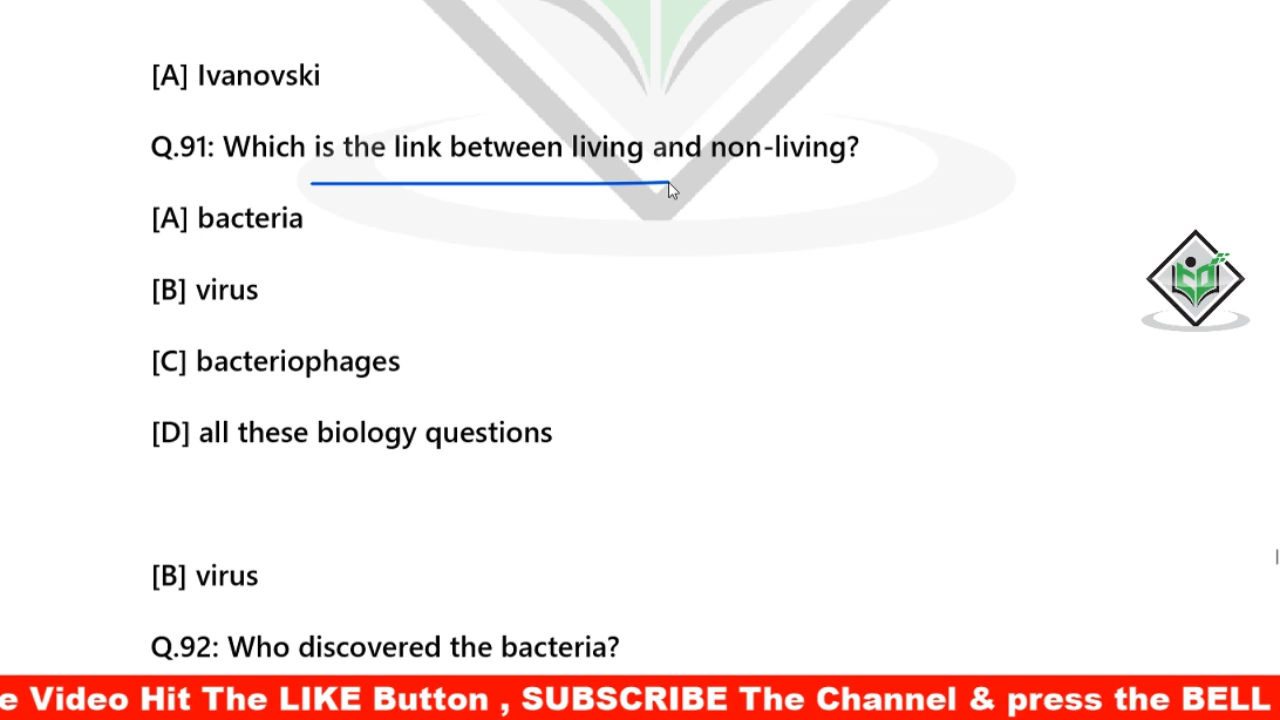 [A] Ivanovski
Q.91: Which is the link between living and non-living?
[A] bacteria
[B] virus
[C] bacteriophages
[D] all these biology questions
[B] virus
Q.92: Who discovered the bacteria?
e Video Hit The LIKE Button , SUBSCRIBE The Channel & press the BELL